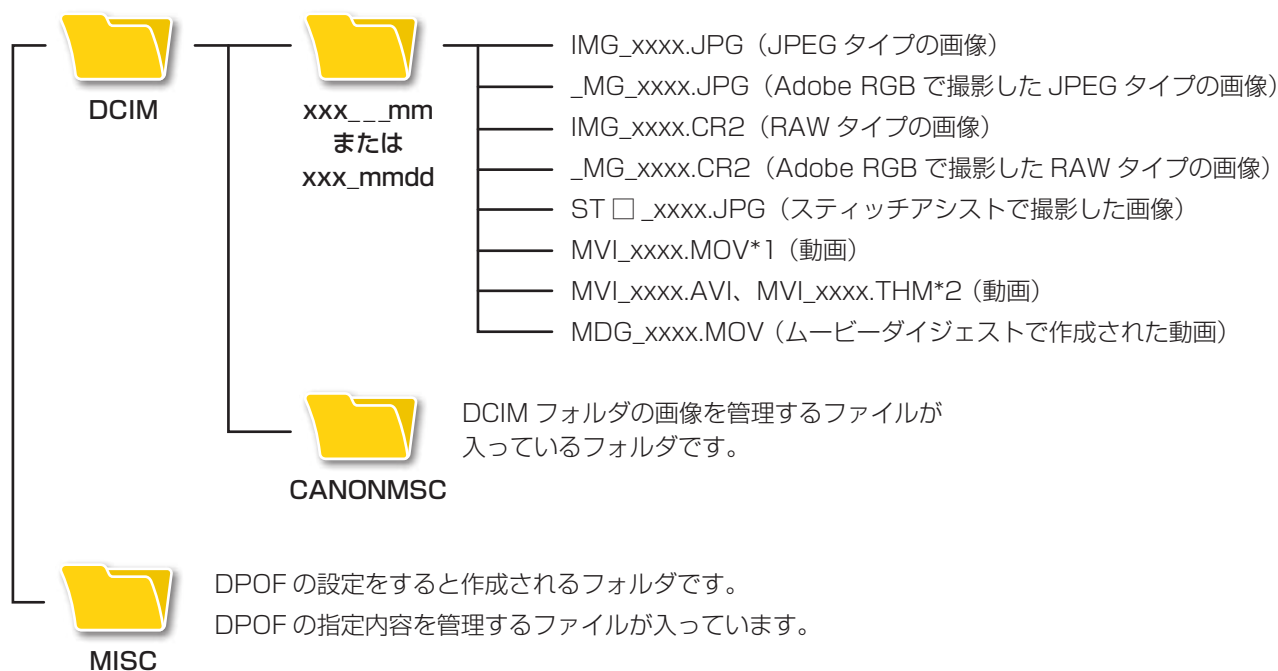 DCIM
xxx___mm
または
xxx_mmdd
IMG_xxxx.JPG（JPEG タイプの画像）
_MG_xxxx.JPG（Adobe RGB で撮影した JPEG タイプの画像）
IMG_xxxx.CR2（RAW タイプの画像）
_MG_xxxx.CR2（Adobe RGB で撮影した RAW タイプの画像）
ST □ _xxxx.JPG（スティッチアシストで撮影した画像）
MVI_xxxx.MOV*1（動画）
MVI_xxxx.AVI、MVI_xxxx.THM*2（動画）
MDG_xxxx.MOV（ムービーダイジェストで作成された動画）
CANONMSC
DCIM フォルダの画像を管理するファイルが
入っているフォルダです。
MISC
DPOF の設定をすると作成されるフォルダです。
DPOF の指定内容を管理するファイルが入っています。